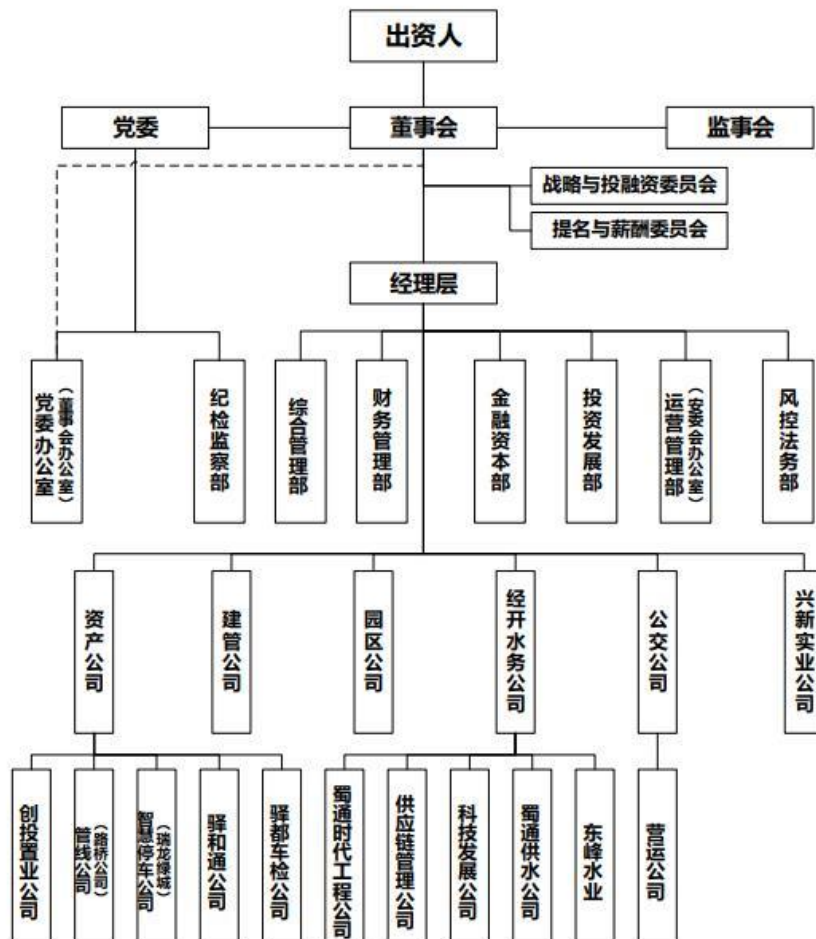 出资人
党委
董事会
监事会
战略与投融资委员会
提名与薪酬委员会
经理层
党委办公室
（董事会办公室）
纪检监察部
综合管理部
财务管理部
金融资本部
投资发展部
运营管理部
（安委会办公室）
风控法务部
资产公司
建管公司
园区公司
经开水务公司
公交公司
兴新实业公司
创投置业公司
管线公司
（路桥公司）
智慧停车公司
（瑞龙绿城）
驿和通公司
驿都车检公司
蜀通时代工程公司
供应链管理公司
科技发展公司
蜀通供水公司
东峰水业
营运公司